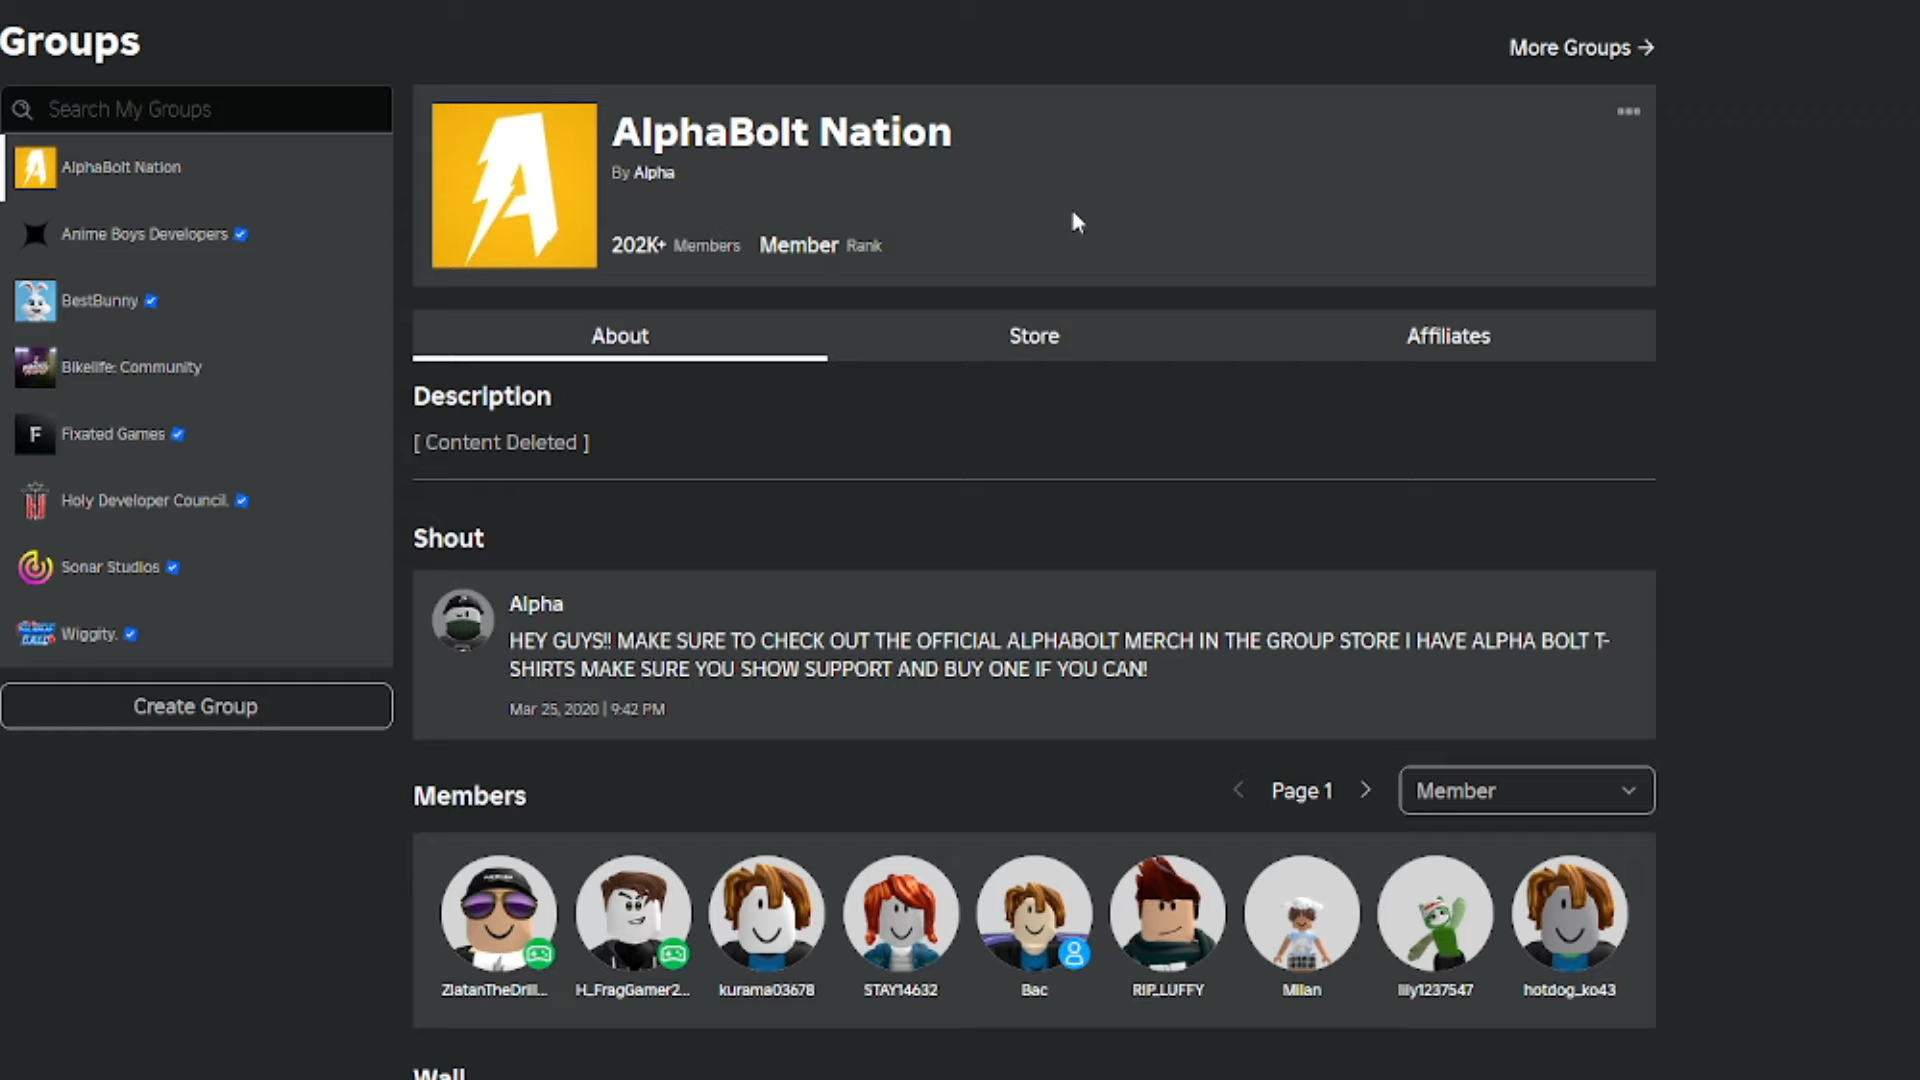 Groups
More Groups →
Search My Groups
AlphaBolt Nation
Anime Boys Developers
BestBunny
Bikelife: Community
F
Fixated Games
Holy Developer Council.
Sonar Studios
Wiggity.
Create Group
A
AlphaBolt Nation
By Alpha
202K+ Members Member Rank
About
Store
Affiliates
Description
[ Content Deleted ]
Shout
Alpha
HEY GUYS!! MAKE SURE TO CHECK OUT THE OFFICIAL ALPHABOLT MERCH IN THE GROUP STORE I HAVE ALPHA BOLT T-
SHIRTS MAKE SURE YOU SHOW SUPPORT AND BUY ONE IF YOU CAN!
Mar 25, 2020 | 9:42 PM
Members
Page 1
Member
ZlatanTheDrill...
H_FragGamer2...
kurama03678
STAY14632
Bac
RIP_LUFFY
Milan
lily1237547
hotdog_ko43
Wall